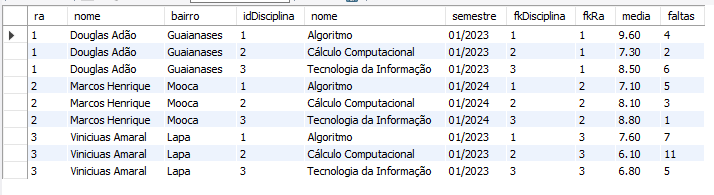 ra nome bairro idDisciplina nome semestre fkDisciplina fkRa media faltas
1 Douglas Adão Guaianases 1 Algoritmo 01/2023 1 1 9.60 4
1 Douglas Adão Guaianases 2 Cálculo Computacional 01/2023 2 1 7.30 2
1 Douglas Adão Guaianases 3 Tecnologia da Informação 01/2023 3 1 8.50 6
2 Marcos Henrique Mooca 1 Algoritmo 01/2024 1 2 7.10 5
2 Marcos Henrique Mooca 2 Cálculo Computacional 01/2024 2 2 8.10 3
2 Marcos Henrique Mooca 3 Tecnologia da Informação 01/2024 3 2 8.80 1
3 Viniciuas Amaral Lapa 1 Algoritmo 01/2023 1 3 7.60 7
3 Viniciuas Amaral Lapa 2 Cálculo Computacional 01/2023 2 3 6.10 11
3 Viniciuas Amaral Lapa 3 Tecnologia da Informação 01/2023 3 3 6.80 5